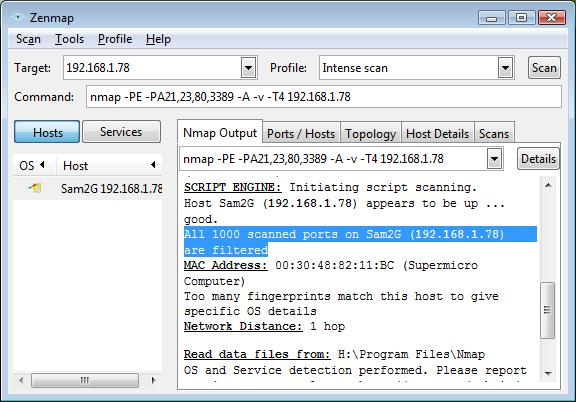 Zenmap
Scan Tools Profile Help
Target: 192.168.1.78 Profile: Intense scan Scan
Command: nmap -PE -PA21,23,80,3389 -A -v -T4 192.168.1.78
Hosts Services
Nmap Output Ports / Hosts Topology Host Details Scans
OS Host
Sam2G 192.168.1.78
nmap -PE -PA21,23,80,3389 -A -v -T4 192.168.1.78 Details
SCRIPT ENGINE: Initiating script scanning.
Host Sam2G (192.168.1.78) appears to be up ...
good.
All 1000 scanned ports on Sam2G (192.168.1.78)
are filtered
MAC Address: 00:30:48:82:11:BC (Supermicro
Computer)
Too many fingerprints match this host to give
specific OS details
Network Distance: 1 hop
Read data files from: H:\Program Files\Nmap
OS and Service detection performed. Please report